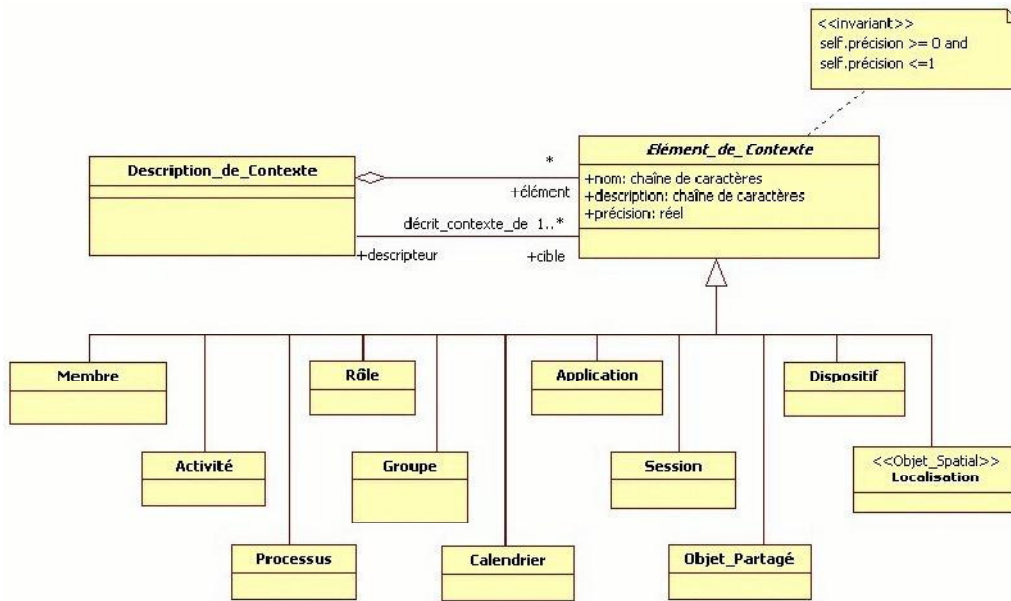 <<invariant>>
self.précision >= 0 and
self.précision <=1
Elément_de_Contexte
+nom: chaîne de caractères
+description: chaîne de caractères
+précision: réel
Description_de_Contexte
*
+élément
décrit_contexte_de 1..*
+descripteur
+cible
Membre
Rôle
Application
Dispositif
Activité
Groupe
Session
<<Objet_Spatial>>
Localisation
Processus
Calendrier
Objet_Partagé